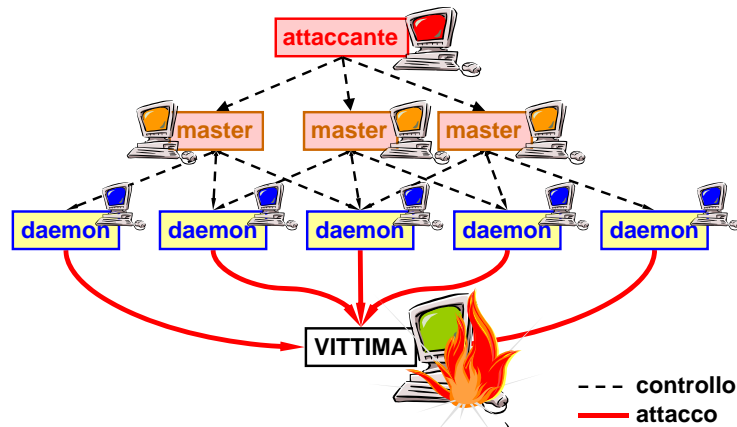 attaccante
master master master
daemon daemon daemon daemon daemon
VITTIMA
controllo
attacco